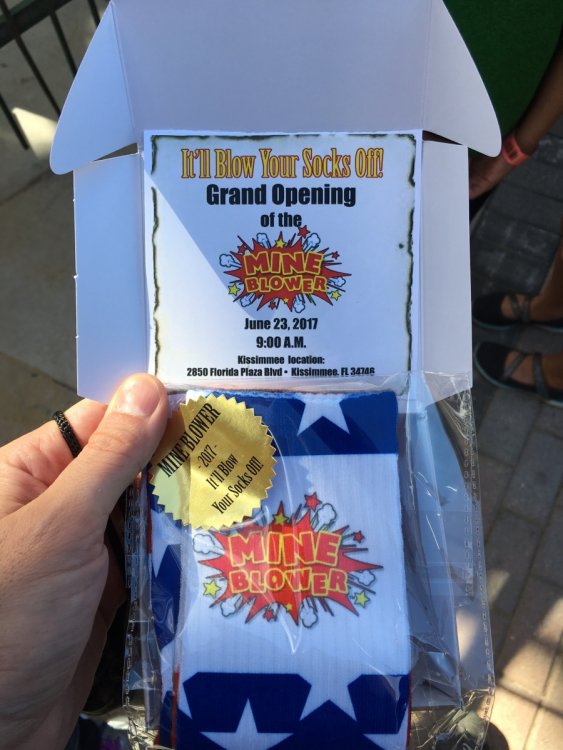 It'll Blow Your Socks Off!
Grand Opening
of the
MINE
BLOWER
June 23, 2017
9:00 A.M.
Kissimmee location:
2850 Florida Plaza Blvd • Kissimmee, FL 34746
MINE BLOWER
- 2017 -
It'll Blow
Your Socks Off!
MINE
BLOWER